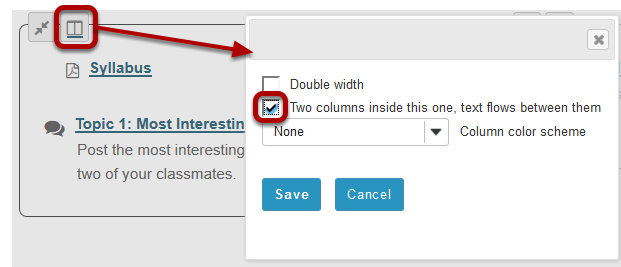 Syllabus
Double width
Two columns inside this one, text flows between them
Topic 1: Most Interestin
None
Column color scheme
Post the most interesting
two of your classmates.
Save
Cancel